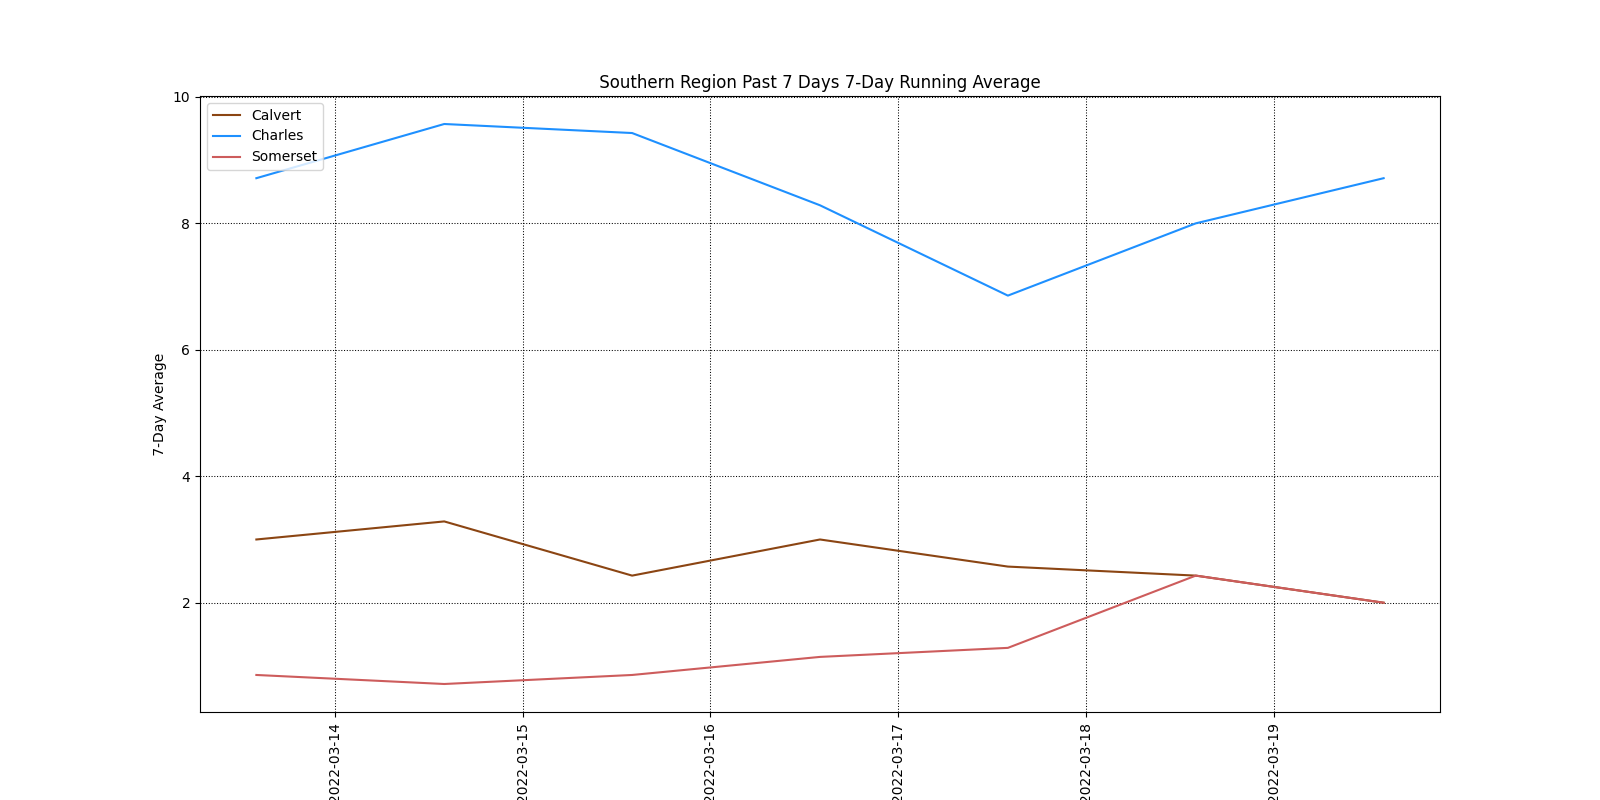 Southern Region Past 7 Days 7-Day Running Average
Calvert
Charles
Somerset
7-Day Average
10
8
6
4
2
2022-03-14
2022-03-15
2022-03-16
2022-03-17
2022-03-18
2022-03-19